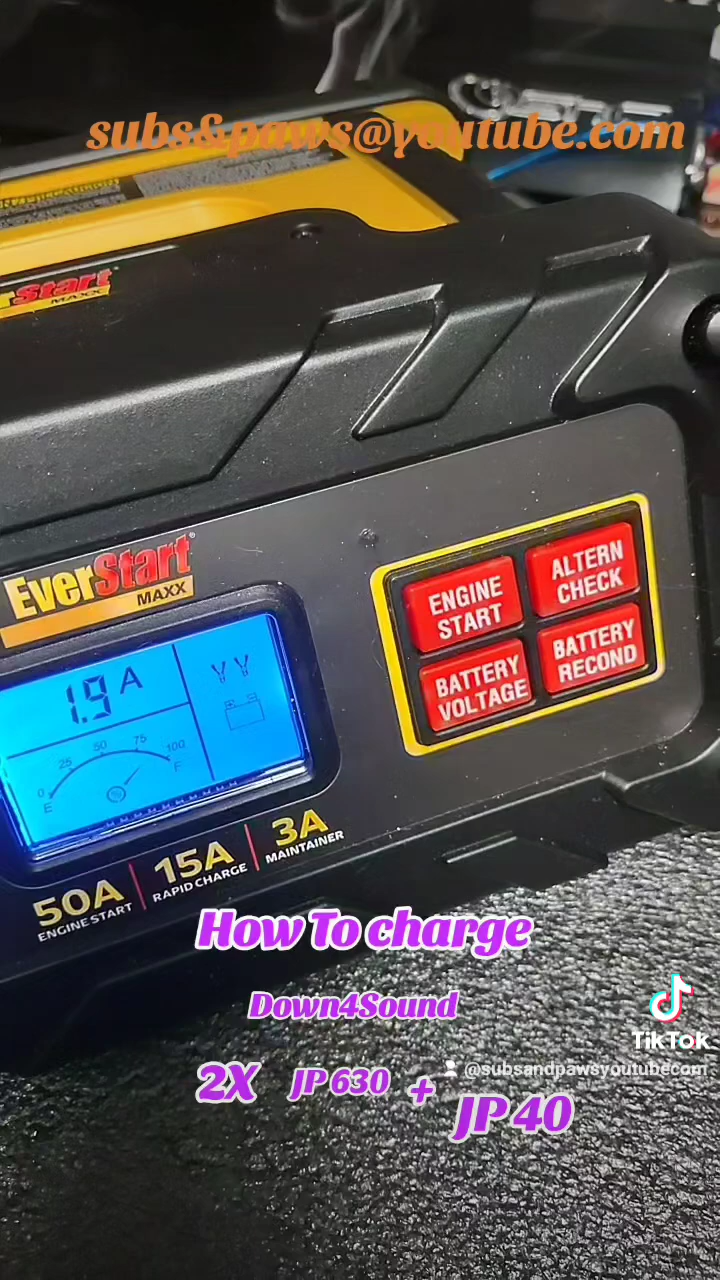 subs&paws@youtube.com
rstart
MAXX
EverStart
MAXX
ENGINE
START
ALTERN
CHECK
BATTERY
VOLTAGE
BATTERY
RECOND
1.9 A
0 25 50 75 100
E F
50A
ENGINE START
15A
RAPID CHARGE
3A
MAINTAINER
How To charge
Down4Sound
2X JP 630 + JP 40
TikTok
@subsandpawsyoutubecom